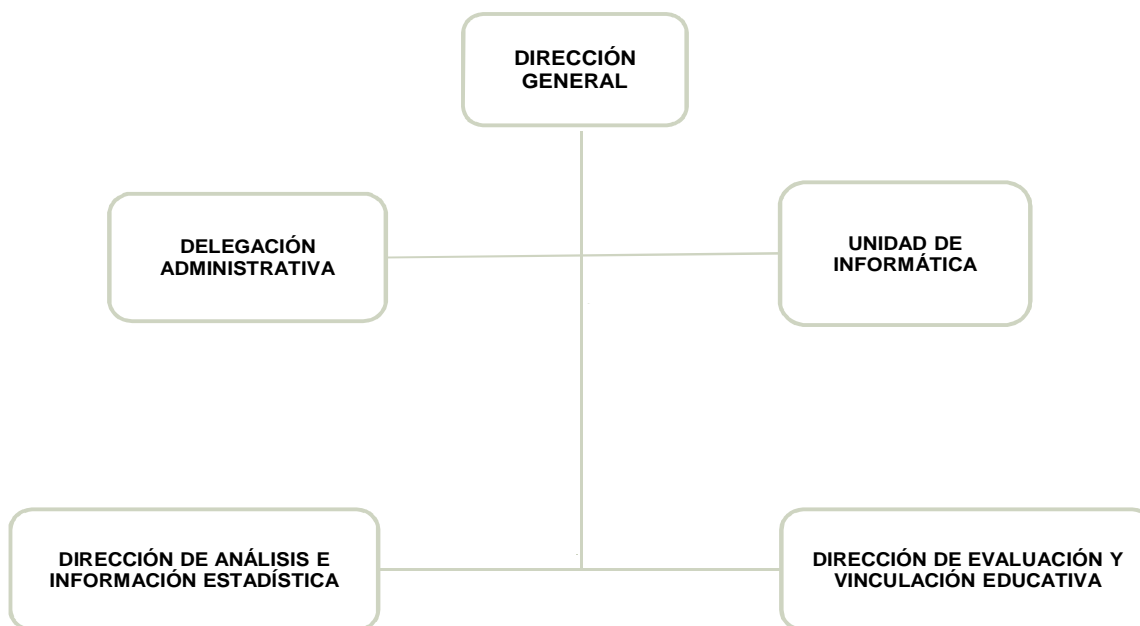 DIRECCIÓN
GENERAL
DELEGACIÓN
ADMINISTRATIVA
UNIDAD DE
INFORMÁTICA
DIRECCIÓN DE ANÁLISIS E
INFORMACIÓN ESTADÍSTICA
DIRECCIÓN DE EVALUACIÓN Y
VINCULACIÓN EDUCATIVA